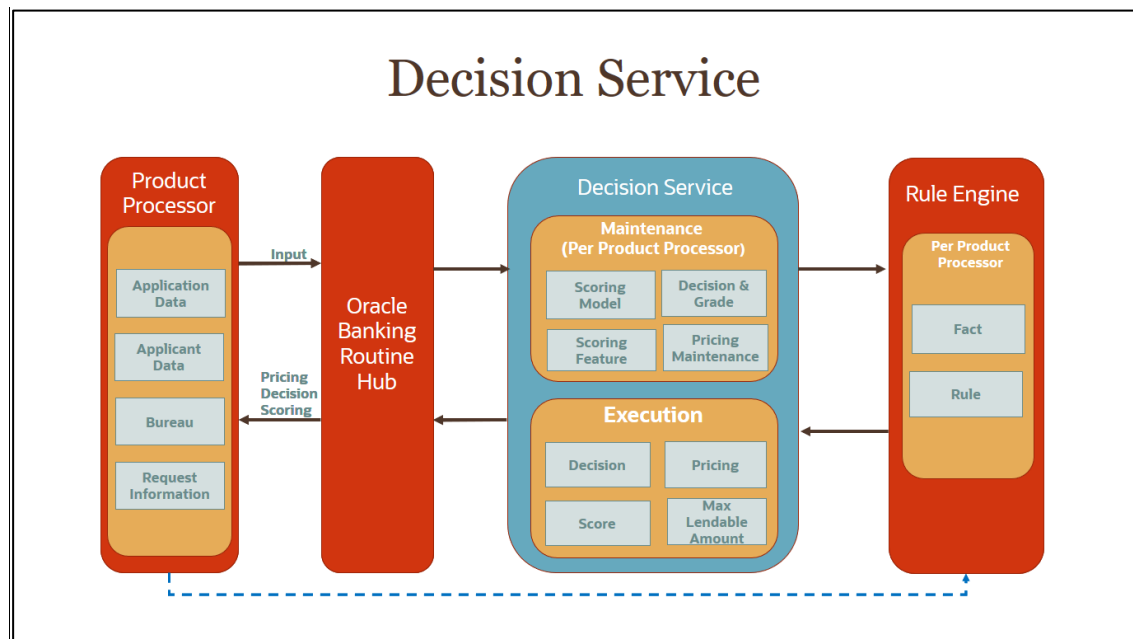 Decision Service
Product
Processor
Application
Data
Applicant
Data
Bureau
Request
Information
Input
Pricing
Decision
Scoring
Oracle
Banking
Routine
Hub
Decision Service
Maintenance
(Per Product Processor)
Scoring
Model
Decision &
Grade
Scoring
Feature
Pricing
Maintenance
Execution
Decision
Pricing
Score
Max
Lendable
Amount
Rule Engine
Per Product
Processor
Fact
Rule